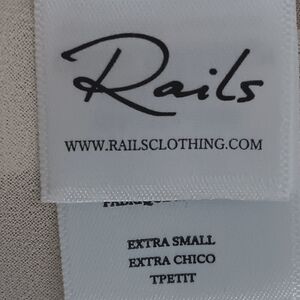 Rails
WWW.RAILSCLOTHING.COM
EXTRA SMALL
EXTRA CHICO
TPETIT